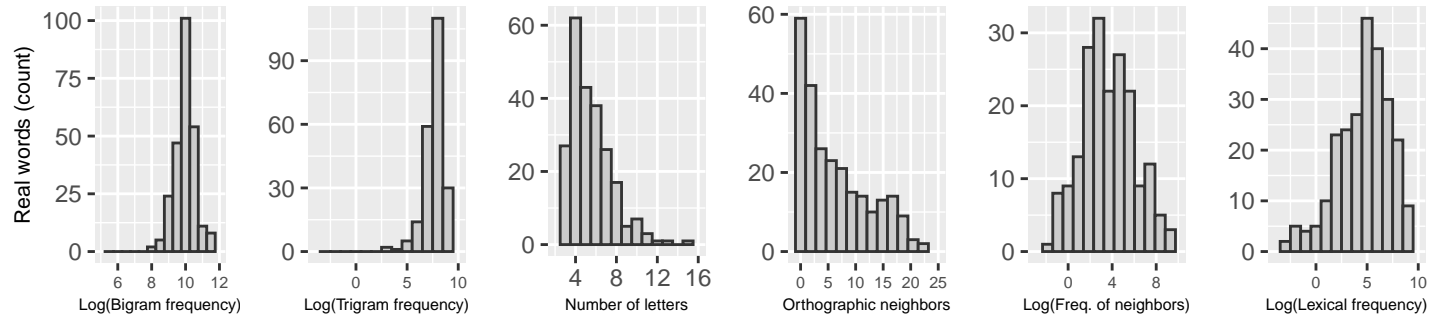 Real words (count)
100
75
50
25
0
6 8 10 12
Log(Bigram frequency)
90
60
30
0
0 5 10
Log(Trigram frequency)
60
40
20
0
4 8 12 16
Number of letters
60
40
20
0
0 5 10 15 20 25
Orthographic neighbors
30
20
10
0
0 4 8
Log(Freq. of neighbors)
40
30
20
10
0
0 5 10
Log(Lexical frequency)